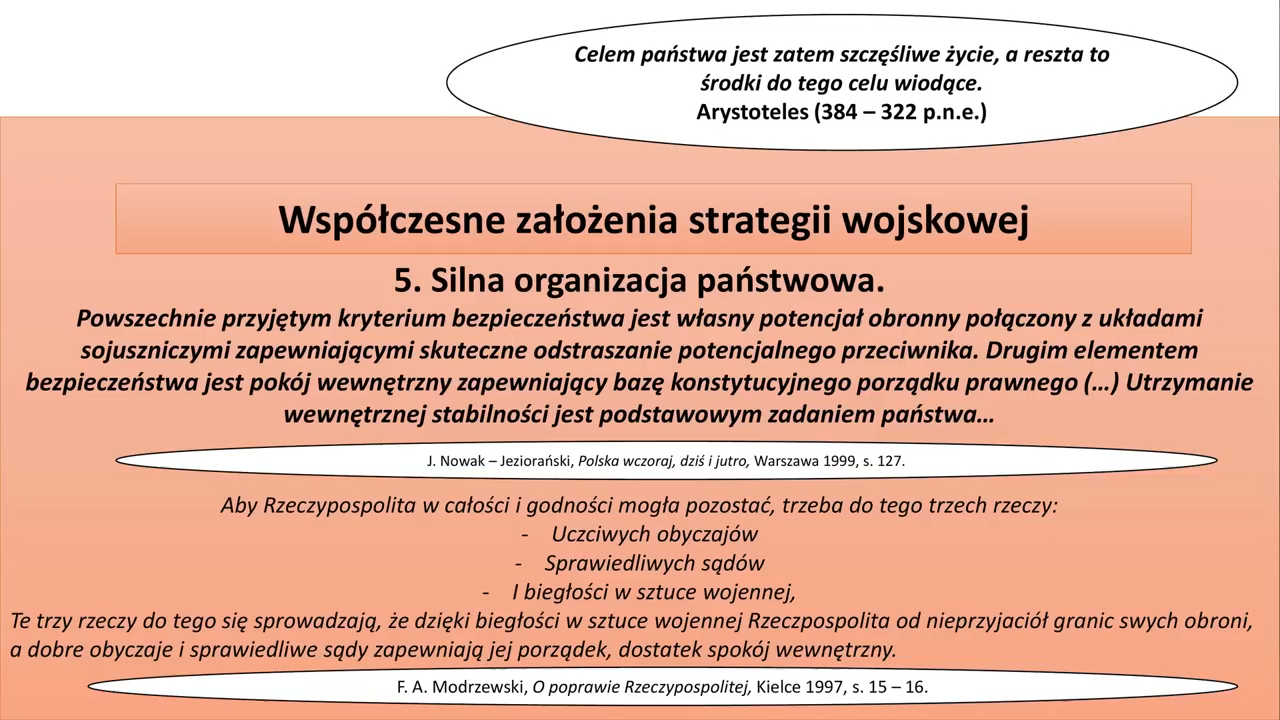 Celem państwa jest zatem szczęśliwe życie, a reszta to
środki do tego celu wiodące.
Arystoteles (384 – 322 p.n.e.)
Współczesne założenia strategii wojskowej
5. Silna organizacja państwowa.
Powszechnie przyjętym kryterium bezpieczeństwa jest własny potencjał obronny połączony z układami
sojuszniczymi zapewniającymi skuteczne odstraszanie potencjalnego przeciwnika. Drugim elementem
bezpieczeństwa jest pokój wewnętrzny zapewniający bazę konstytucyjnego porządku prawnego (…) Utrzymanie
wewnętrznej stabilności jest podstawowym zadaniem państwa…
J. Nowak – Jeziorański, Polska wczoraj, dziś i jutro, Warszawa 1999, s. 127.
Aby Rzeczypospolita w całości i godności mogła pozostać, trzeba do tego trzech rzeczy:
- Uczciwych obyczajów
- Sprawiedliwych sądów
- I biegłości w sztuce wojennej,
Te trzy rzeczy do tego się sprowadzają, że dzięki biegłości w sztuce wojennej Rzeczpospolita od nieprzyjaciół granic swych obroni,
a dobre obyczaje i sprawiedliwe sądy zapewniają jej porządek, dostatek spokój wewnętrzny.
F. A. Modrzewski, O poprawie Rzeczypospolitej, Kielce 1997, s. 15 – 16.